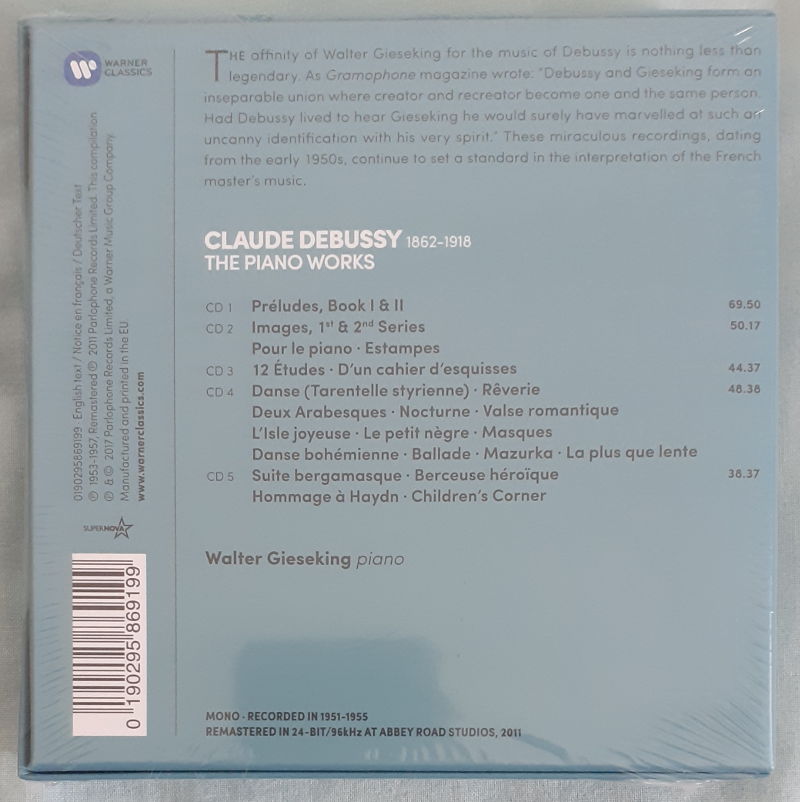 WARNER
CLASSICS
THE affinity of Walter Gieseking for the music of Debussy is nothing less than
legendary. As Gramophone magazine wrote: "Debussy and Gieseking form an
inseparable union where creator and recreator become one and the same person.
Had Debussy lived to hear Gieseking he would surely have marvelled at such an
uncanny identification with his very spirit." These miraculous recordings, dating
from the early 1950s, continue to set a standard in the interpretation of the French
master's music.
CLAUDE DEBUSSY 1862-1918
THE PIANO WORKS
CD 1 Préludes, Book I & II 69.50
CD 2 Images, 1st & 2nd Series 50.17
Pour le piano · Estampes
CD 3 12 Études · D'un cahier d'esquisses 44.37
CD 4 Danse (Tarentelle styrienne) · Rêverie 48.38
Deux Arabesques · Nocturne · Valse romantique
L'Isle joyeuse · Le petit nègre · Masques
Danse bohémienne · Ballade · Mazurka · La plus que lente
CD 5 Suite bergamasque · Berceuse héroïque 38.37
Hommage à Haydn · Children's Corner
Walter Gieseking piano
MONO · RECORDED IN 1951-1955
REMASTERED IN 24-BIT/96kHz AT ABBEY ROAD STUDIOS, 2011
0190295869199 · English text / Notice en français / Deutscher Text
℗ 1953-1957, Remastered ℗ 2011 Parlophone Records Limited. This compilation
℗ & © 2017 Parlophone Records Limited, a Warner Music Group Company.
Manufactured and printed in the EU.
www.warnerclassics.com
SUPERNOVA
0 190295 869199